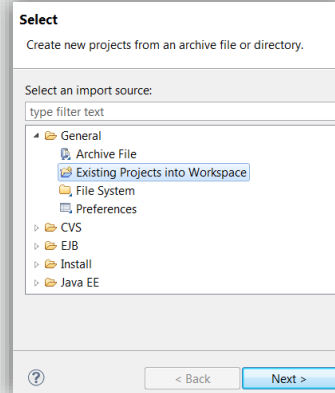 Select
Create new projects from an archive file or directory.
Select an import source:
type filter text
General
Archive File
Existing Projects into Workspace
File System
Preferences
CVS
EJB
Install
Java EE
?
< Back
Next >